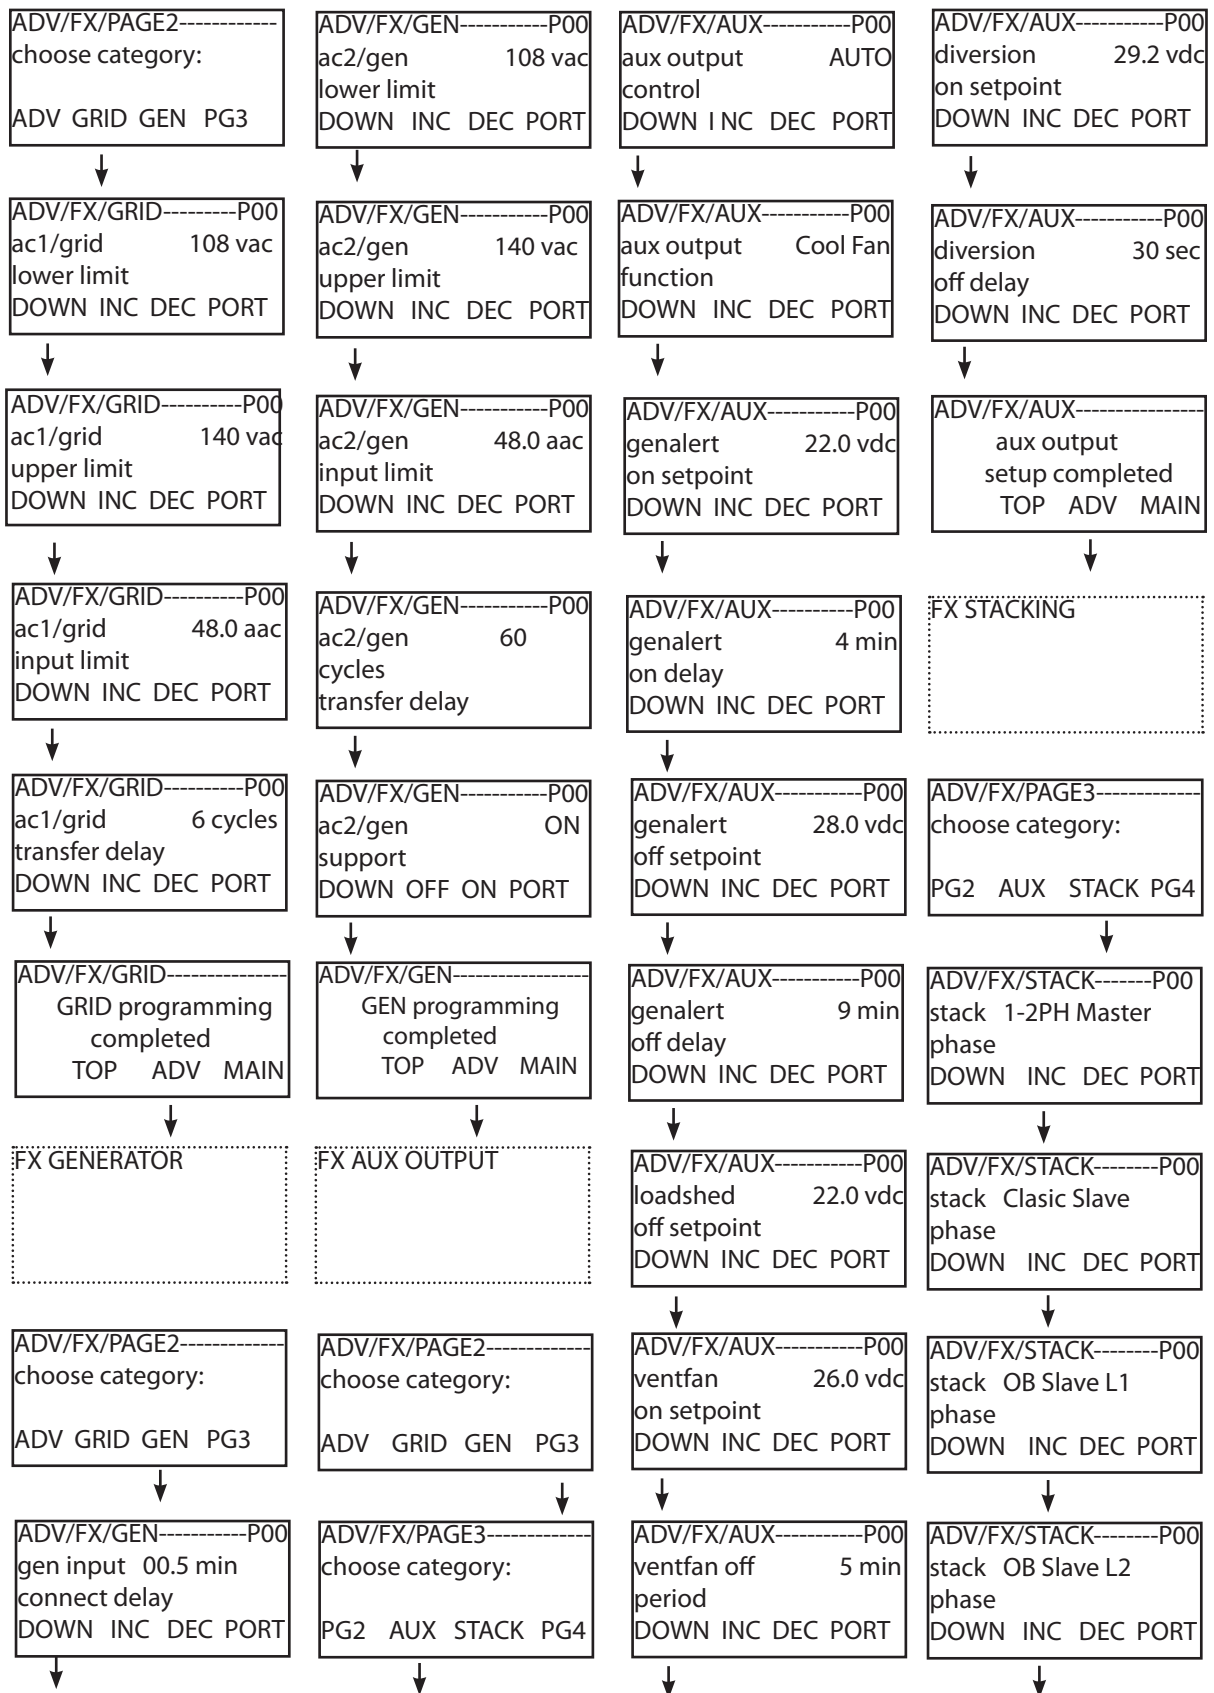 ADV/FX/PAGE2-------------
choose category:
ADV GRID GEN PG3
ADV/FX/GRID---------P00
ac1/grid 108 vac
lower limit
DOWN INC DEC PORT
ADV/FX/GRID----------P00
ac1/grid 140 vac
upper limit
DOWN INC DEC PORT
ADV/FX/GRID----------P00
ac1/grid 48.0 aac
input limit
DOWN INC DEC PORT
ADV/FX/GRID----------P00
ac1/grid 6 cycles
transfer delay
DOWN INC DEC PORT
ADV/FX/GRID---------------
GRID programming
completed
TOP ADV MAIN
FX GENERATOR
ADV/FX/PAGE2-------------
choose category:
ADV GRID GEN PG3
ADV/FX/GEN-----------P00
gen input 00.5 min
connect delay
DOWN INC DEC PORT
ADV/FX/GEN-----------P00
ac2/gen 108 vac
lower limit
DOWN INC DEC PORT
ADV/FX/GEN-----------P00
ac2/gen 140 vac
upper limit
DOWN INC DEC PORT
ADV/FX/GEN-----------P00
ac2/gen 48.0 aac
input limit
DOWN INC DEC PORT
ADV/FX/GEN-----------P00
ac2/gen 60
cycles
transfer delay
ADV/FX/GEN-----------P00
ac2/gen ON
support
DOWN OFF ON PORT
ADV/FX/GEN-----------------
GEN programming
completed
TOP ADV MAIN
FX AUX OUTPUT
ADV/FX/PAGE2-------------
choose category:
ADV GRID GEN PG3
ADV/FX/PAGE3-------------
choose category:
PG2 AUX STACK PG4
ADV/FX/AUX-----------P00
aux output AUTO
control
DOWN I NC DEC PORT
ADV/FX/AUX-----------P00
aux output Cool Fan
function
DOWN INC DEC PORT
ADV/FX/AUX-----------P00
genalert 22.0 vdc
on setpoint
DOWN INC DEC PORT
ADV/FX/AUX----------P00
genalert 4 min
on delay
DOWN INC DEC PORT
ADV/FX/AUX-----------P00
genalert 28.0 vdc
off setpoint
DOWN INC DEC PORT
ADV/FX/AUX-----------P00
genalert 9 min
off delay
DOWN INC DEC PORT
ADV/FX/AUX-----------P00
loadshed 22.0 vdc
off setpoint
DOWN INC DEC PORT
ADV/FX/AUX-----------P00
ventfan 26.0 vdc
on setpoint
DOWN INC DEC PORT
ADV/FX/AUX-----------P00
ventfan off 5 min
period
DOWN INC DEC PORT
ADV/FX/AUX-----------P00
diversion 29.2 vdc
on setpoint
DOWN INC DEC PORT
ADV/FX/AUX-----------P00
diversion 30 sec
off delay
DOWN INC DEC PORT
ADV/FX/AUX----------------
aux output
setup completed
TOP ADV MAIN
FX STACKING
ADV/FX/PAGE3-------------
choose category:
PG2 AUX STACK PG4
ADV/FX/STACK-------P00
stack 1-2PH Master
phase
DOWN INC DEC PORT
ADV/FX/STACK--------P00
stack Clasic Slave
phase
DOWN INC DEC PORT
ADV/FX/STACK--------P00
stack OB Slave L1
phase
DOWN INC DEC PORT
ADV/FX/STACK--------P00
stack OB Slave L2
phase
DOWN INC DEC PORT